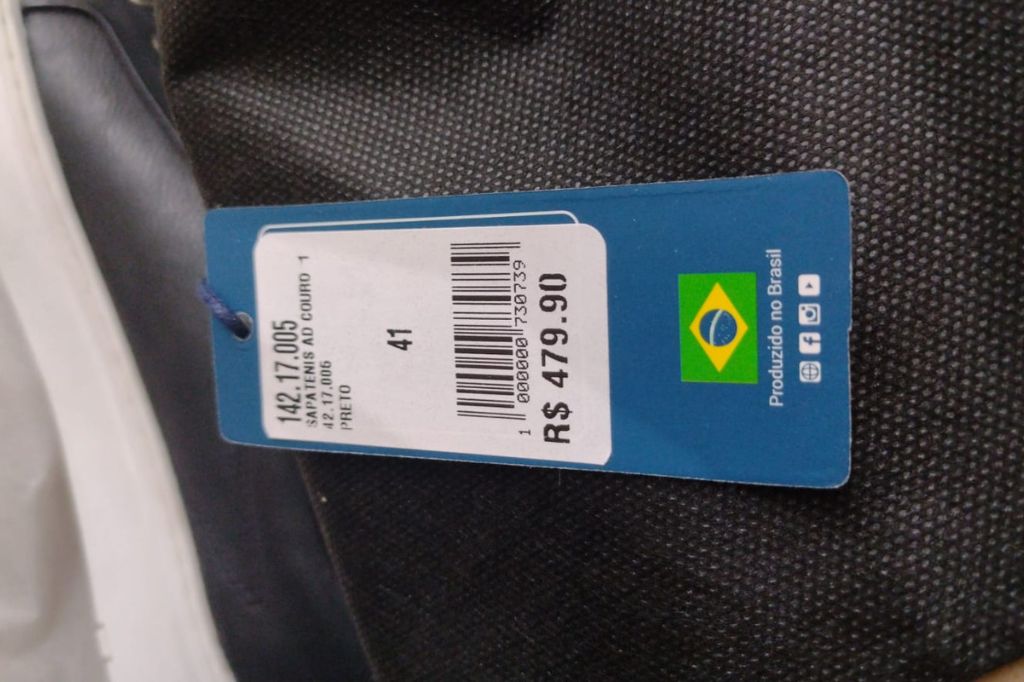 142.17.005
SAPATENIS AD COURO 1
42.17.005
PRETO
41
1 000000 730739
R$ 479.90
Produzido no Brasil